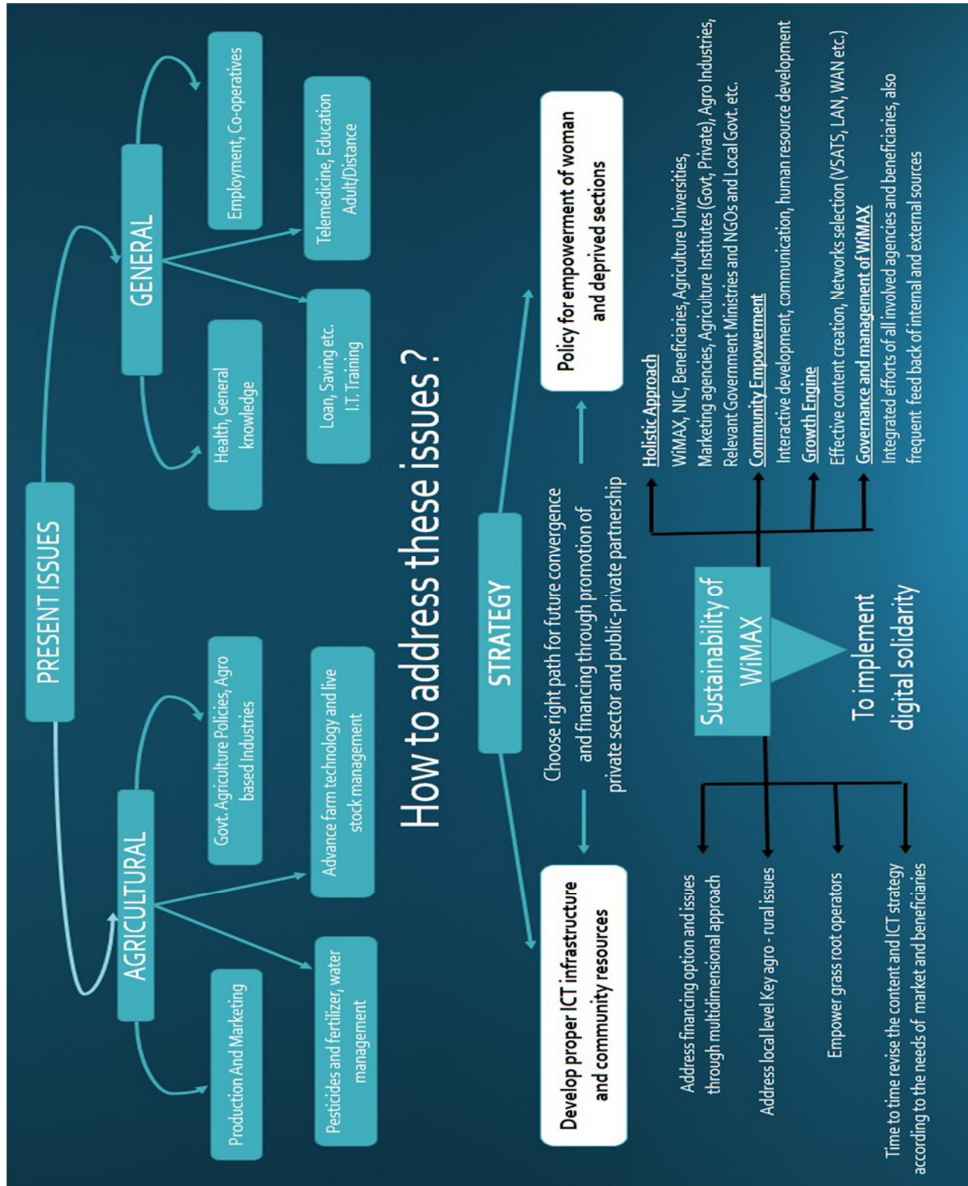 PRESENT ISSUES
AGRICULTURAL
GENERAL
Production And Marketing
Govt. Agriculture Policies, Agro
based Industries
Health, General
knowledge
Employment, Co-operatives
Pesticides and fertilizer, water
management
Advance farm technology and live
stock management
Loan, Saving etc.
I.T. Training
Telemedicine, Education
Adult/Distance
How to address these issues ?
STRATEGY
Develop proper ICT infrastructure
and community resources
Choose right path for future convergence
and financing through promotion of
private sector and public-private partnership
Policy for empowerment of woman
and deprived sections
Address financing option and issues
through multidimensional approach
Address local level Key agro - rural issues
Empower grass root operators
Time to time revise the content and ICT strategy
according to the needs of market and beneficiaries
Sustainability of
WiMAX
To implement
digital solidarity
Holistic Approach
WiMAX, NIC, Beneficiaries, Agriculture Universities,
Marketing agencies, Agriculture Institutes (Govt, Private), Agro Industries,
Relevant Government Ministries and NGOs and Local Govt. etc.
Community Empowerment
Interactive development, communication, human resource development
Growth Engine
Effective content creation, Networks selection (VSATS, LAN, WAN etc.)
Governance and management of WiMAX
Integrated efforts of all involved agencies and beneficiaries, also
frequent feed back of internal and external sources